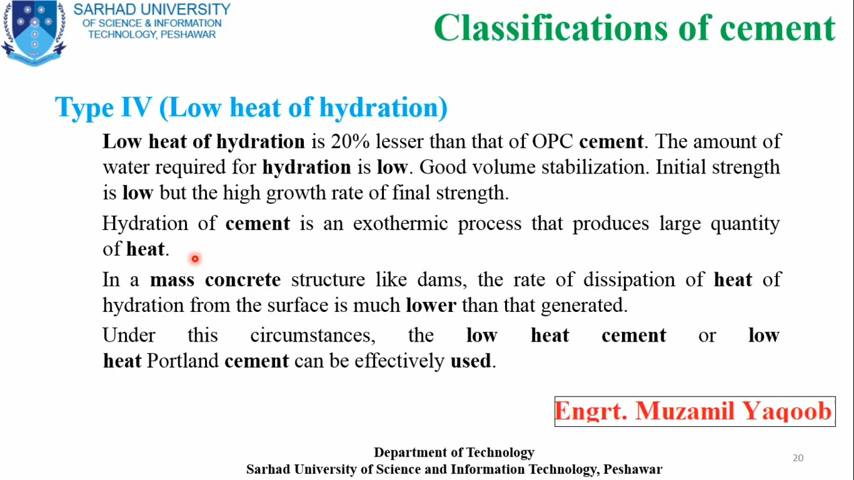 SARHAD UNIVERSITY
OF SCIENCE & INFORMATION
TECHNOLOGY, PESHAWAR
Classifications of cement
Type IV (Low heat of hydration)
Low heat of hydration is 20% lesser than that of OPC cement. The amount of
water required for hydration is low. Good volume stabilization. Initial strength
is low but the high growth rate of final strength.
Hydration of cement is an exothermic process that produces large quantity
of heat.
In a mass concrete structure like dams, the rate of dissipation of heat of
hydration from the surface is much lower than that generated.
Under this circumstances, the low heat cement or low
heat Portland cement can be effectively used.
Engrt. Muzamil Yaqoob
Department of Technology
Sarhad University of Science and Information Technology, Peshawar
20